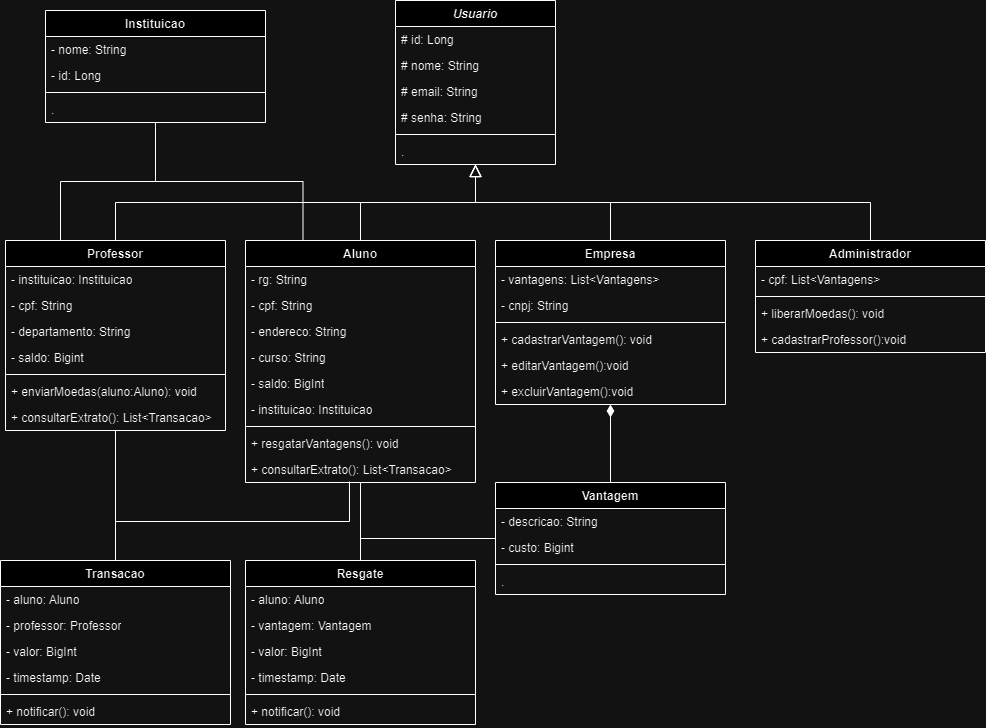 Instituicao
- nome: String
- id: Long
.
Usuario
# id: Long
# nome: String
# email: String
# senha: String
.
Professor
- instituicao: Instituicao
- cpf: String
- departamento: String
- saldo: Bigint
+ enviarMoedas(aluno:Aluno): void
+ consultarExtrato(): List<Transacao>
Aluno
- rg: String
- cpf: String
- endereco: String
- curso: String
- saldo: BigInt
- instituicao: Instituicao
+ resgatarVantagens(): void
+ consultarExtrato(): List<Transacao>
Empresa
- vantagens: List<Vantagens>
- cnpj: String
+ cadastrarVantagem(): void
+ editarVantagem():void
+ excluirVantagem():void
Administrador
- cpf: List<Vantagens>
+ liberarMoedas(): void
+ cadastrarProfessor():void
Vantagem
- descricao: String
- custo: Bigint
.
Transacao
- aluno: Aluno
- professor: Professor
- valor: BigInt
- timestamp: Date
+ notificar(): void
Resgate
- aluno: Aluno
- vantagem: Vantagem
- valor: BigInt
- timestamp: Date
+ notificar(): void